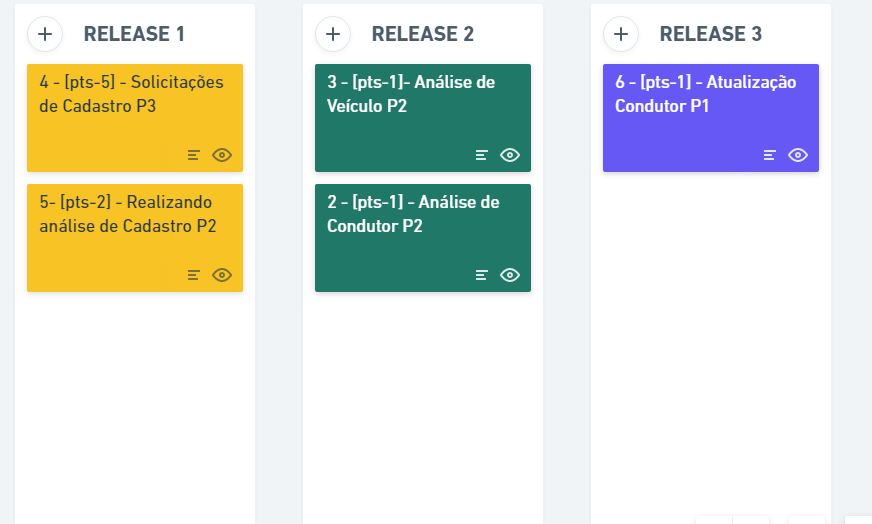 RELEASE 1
4 - [pts-5] - Solicitações
de Cadastro P3
5- [pts-2] - Realizando
análise de Cadastro P2
RELEASE 2
3 - [pts-1]- Análise de
Veículo P2
2 - [pts-1] - Análise de
Condutor P2
RELEASE 3
6 - [pts-1] - Atualização
Condutor P1